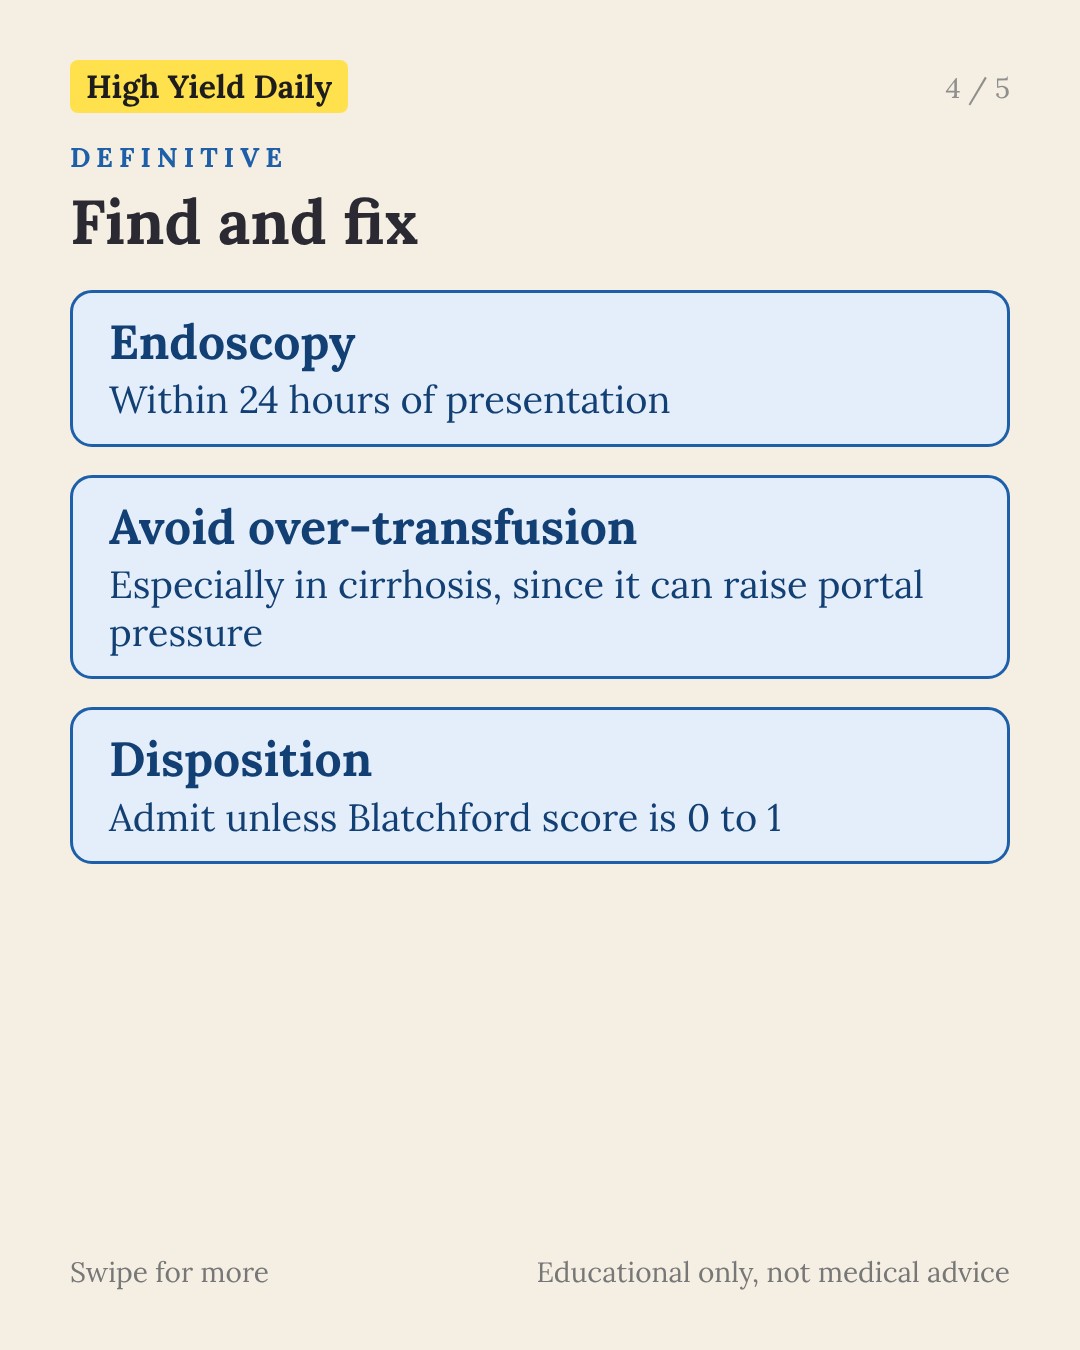 High Yield Daily
4 / 5
DEFINITIVE
Find and fix
Endoscopy
Within 24 hours of presentation
Avoid over-transfusion
Especially in cirrhosis, since it can raise portal
pressure
Disposition
Admit unless Blatchford score is 0 to 1
Swipe for more
Educational only, not medical advice